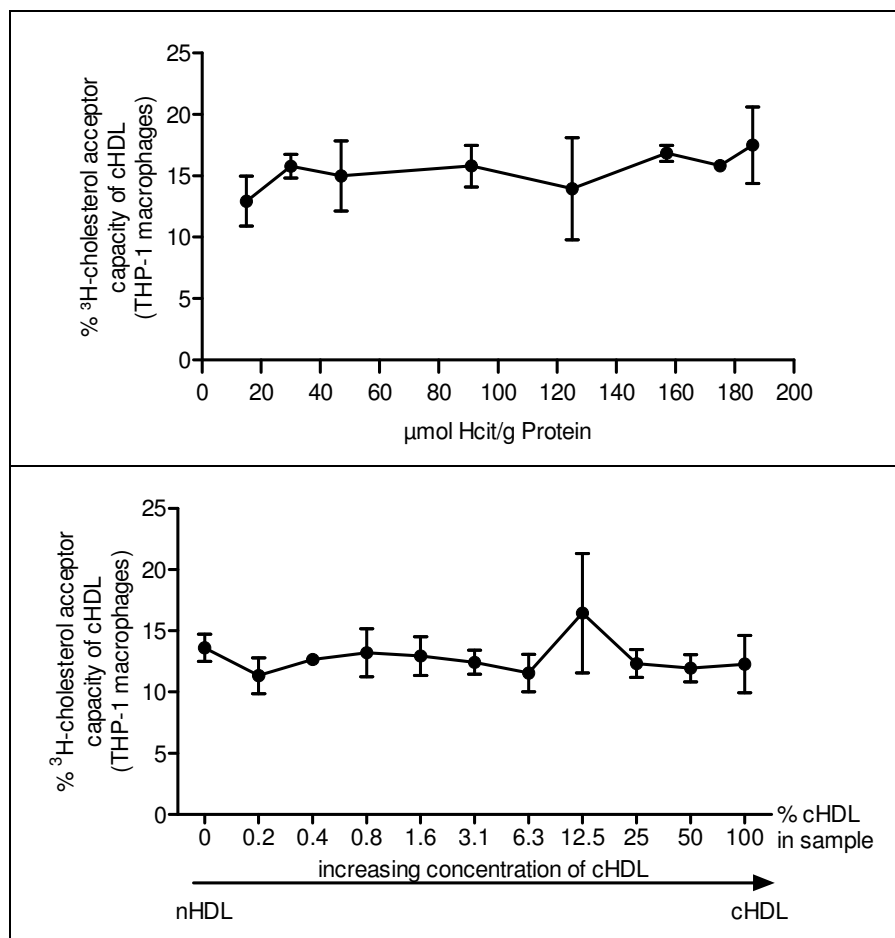 % ³H-cholesterol acceptor
capacity of cHDL
(THP-1 macrophages)
25
20
15
10
5
0
0 20 40 60 80 100 120 140 160 180 200
µmol Hcit/g Protein
% ³H-cholesterol acceptor
capacity of cHDL
(THP-1 macrophages)
25
20
15
10
5
0
0 0.2 0.4 0.8 1.6 3.1 6.3 12.5 25 50 100
% cHDL
in sample
increasing concentration of cHDL
nHDL cHDL